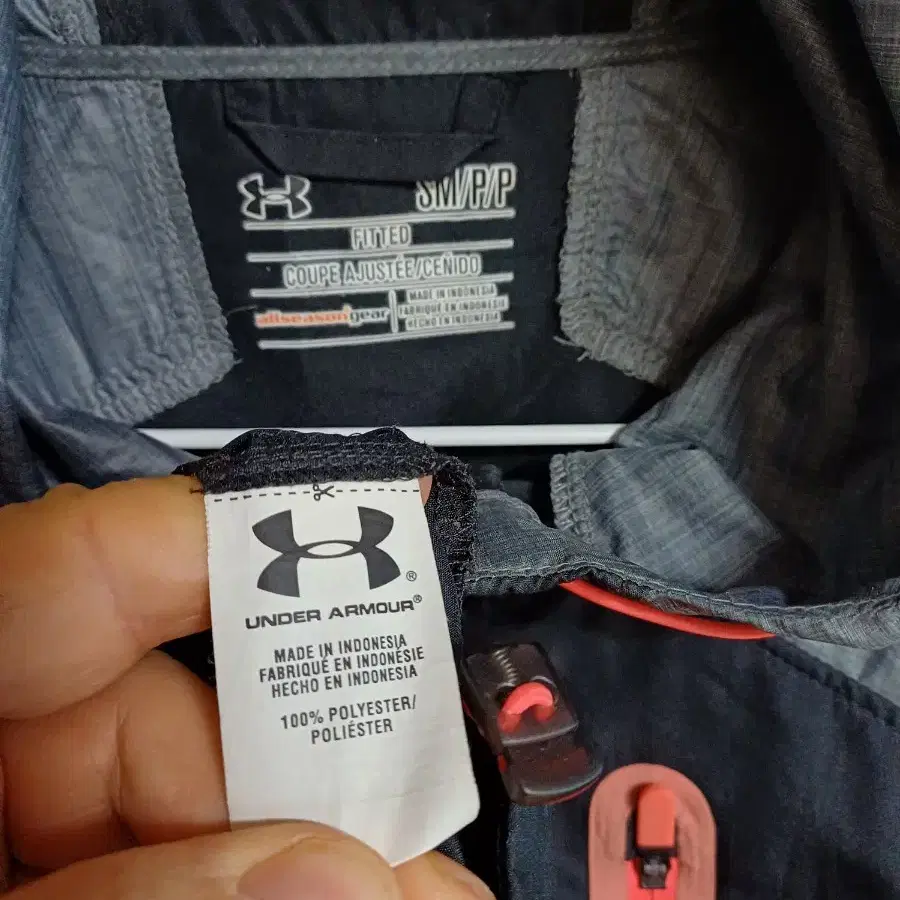 SM/P/P
FITTED
COUPE AJUSTÉE/CEÑIDO
allseasongear
MADE IN INDONESIA
FABRIQUÉ EN INDONÉSIE
HECHO EN INDONESIA
UNDER ARMOUR®
MADE IN INDONESIA
FABRIQUÉ EN INDONÉSIE
HECHO EN INDONESIA
100% POLYESTER/
POLIÉSTER